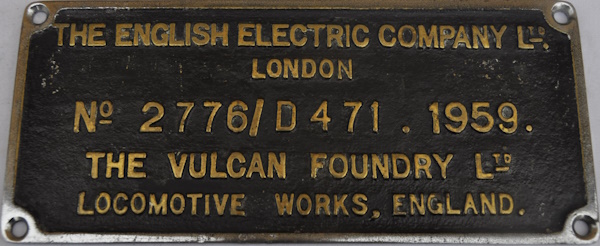 THE ENGLISH ELECTRIC COMPANY LTD.
LONDON
No 2776/D471 . 1959.
THE VULCAN FOUNDRY LTD
LOCOMOTIVE WORKS, ENGLAND.